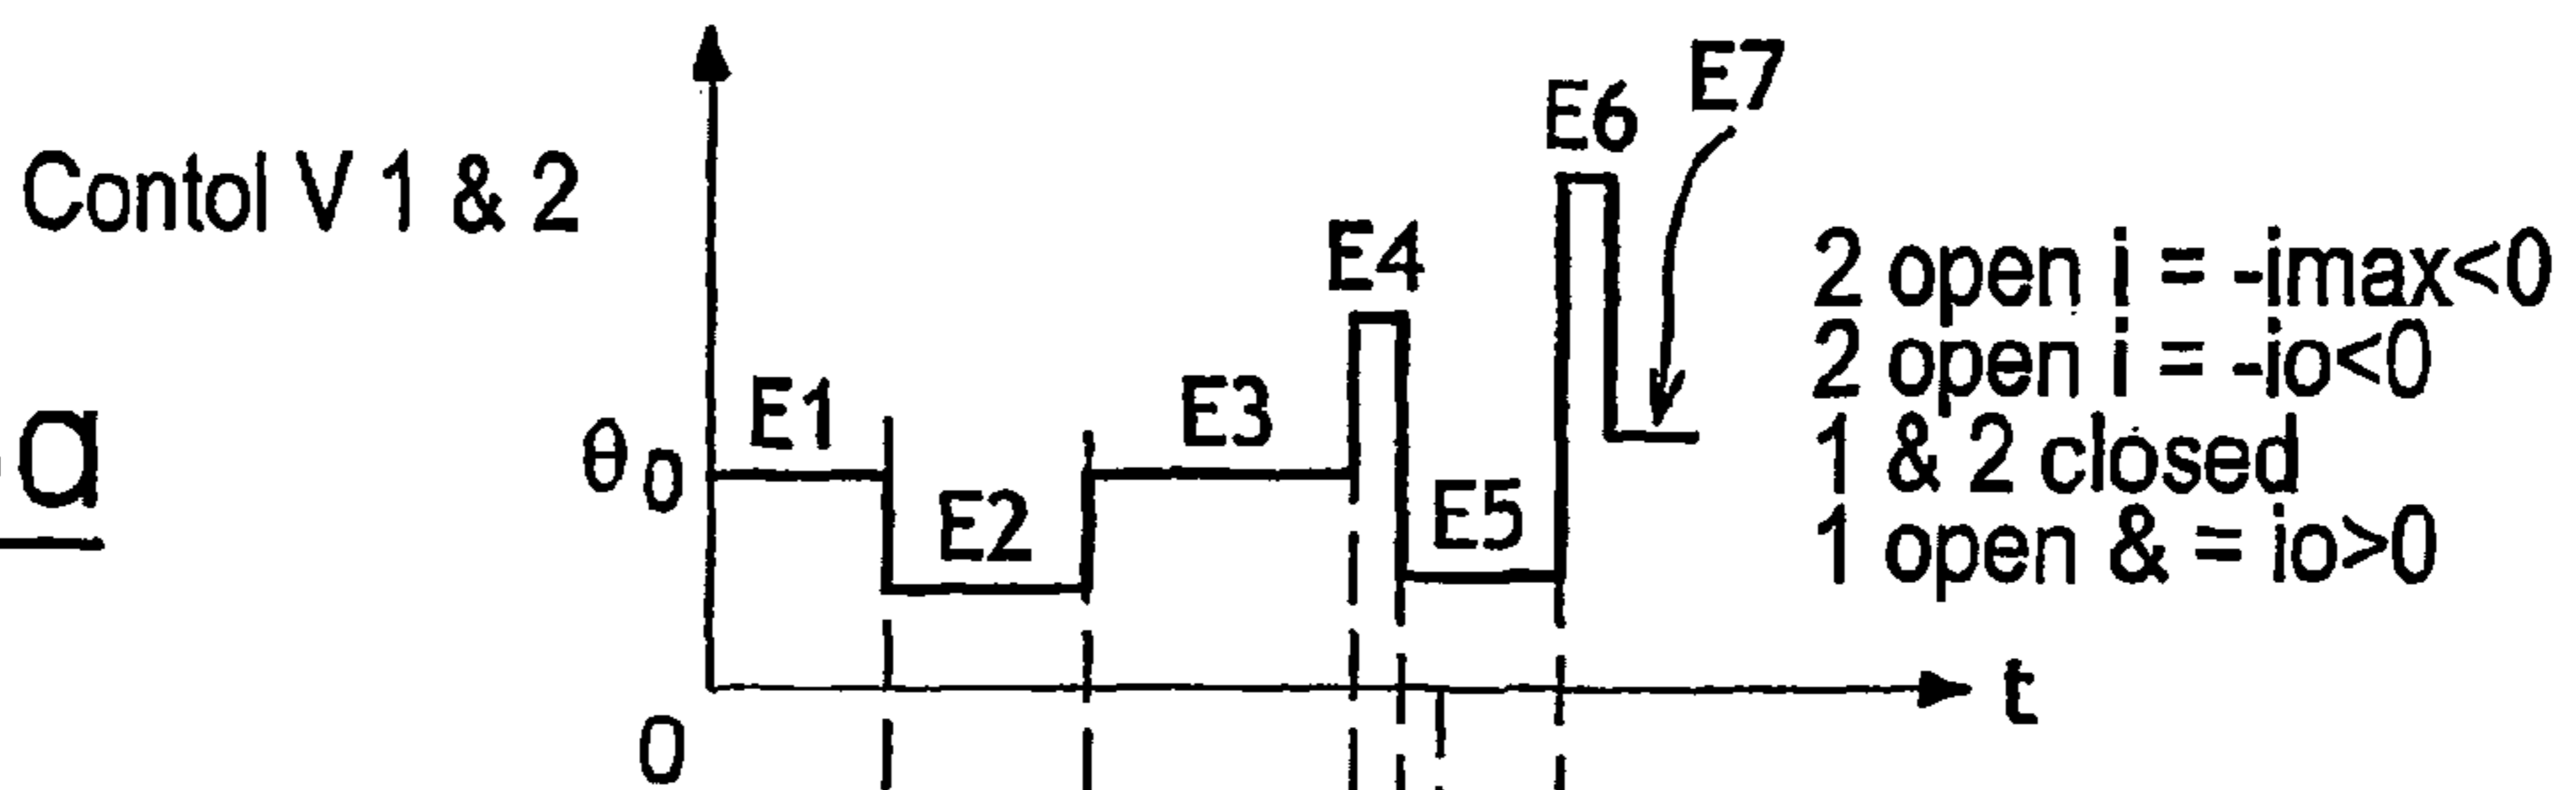 E7
E6
Contol V 1 & 2
E4
2 open i = -imax<0
2 open i = -io<0
E1
E3
1 & 2 closed
a
θ0
E2
E5
1 open & = io>0
t
0